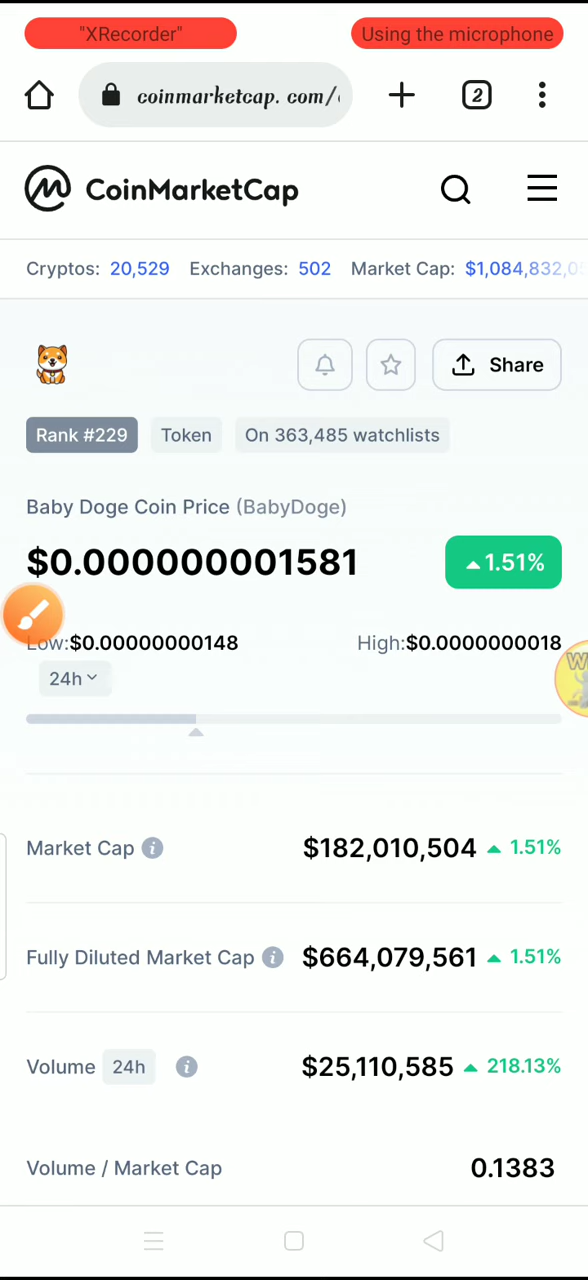 "XRecorder"
Using the microphone
coinmarketcap. com/
2
CoinMarketCap
Cryptos: 20,529 Exchanges: 502 Market Cap: $1,084,832,0
Share
Rank #229 Token On 363,485 watchlists
Baby Doge Coin Price (BabyDoge)
$0.000000001581 1.51%
Low:$0.00000000148 High:$0.0000000018
24h
W
Market Cap i $182,010,504 1.51%
Fully Diluted Market Cap i $664,079,561 1.51%
Volume 24h i $25,110,585 218.13%
Volume / Market Cap 0.1383